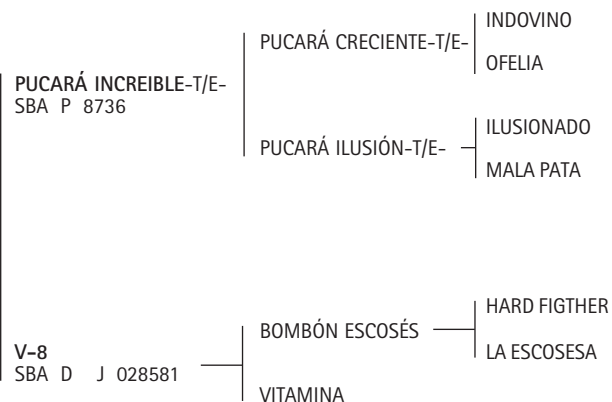 INDOVINO
PUCARÁ CRECIENTE-T/E-
OFELIA
PUCARÁ INCREIBLE-T/E-
SBA P 8736
ILUSIONADO
PUCARÁ ILUSIÓN-T/E-
MALA PATA
HARD FIGTHER
BOMBÓN ESCOSÉS
LA ESCOSESA
V-8
SBA D J 028581
VITAMINA